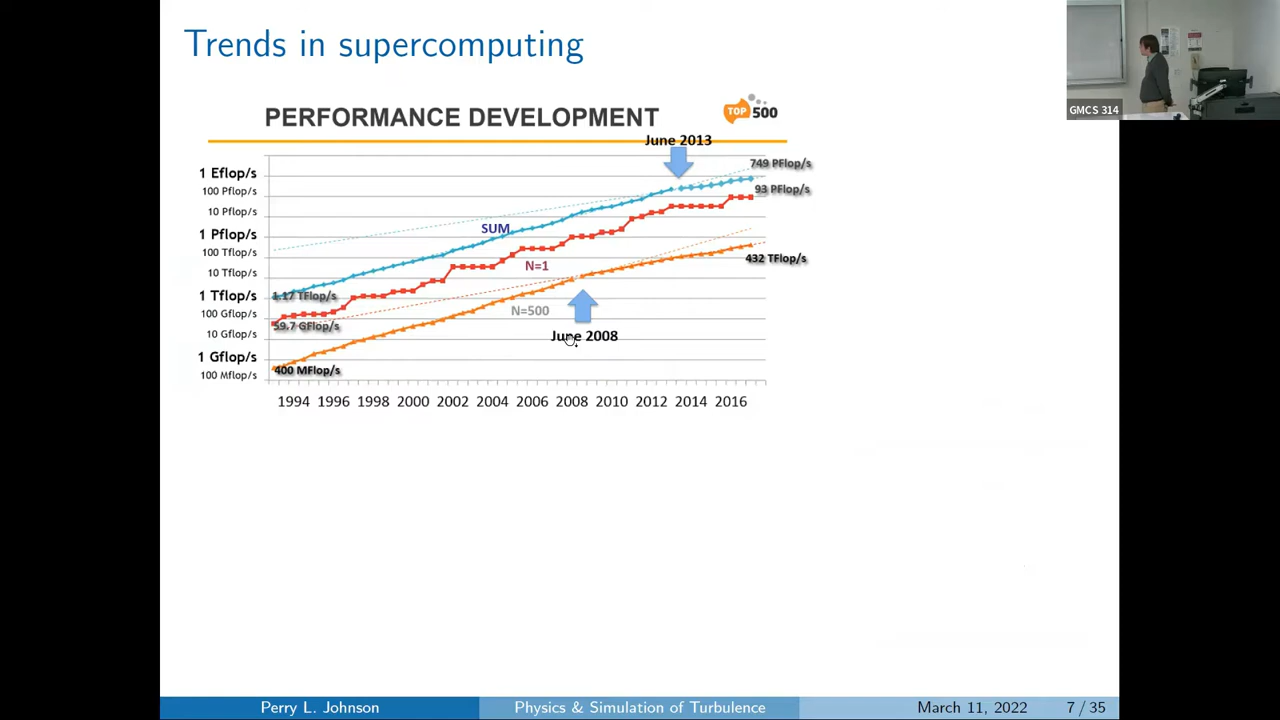 Trends in supercomputing
PERFORMANCE DEVELOPMENT
TOP 500
GMCS 314
June 2013
1 Eflop/s
100 Pflop/s
10 Pflop/s
1 Pflop/s
100 Tflop/s
10 Tflop/s
1 Tflop/s
100 Gflop/s
10 Gflop/s
1 Gflop/s
100 Mflop/s
749 PFlop/s
93 PFlop/s
432 TFlop/s
SUM
N=1
N=500
1.17 TFlop/s
59.7 GFlop/s
400 MFlop/s
June 2008
1994 1996 1998 2000 2002 2004 2006 2008 2010 2012 2014 2016
Perry L. Johnson
Physics & Simulation of Turbulence
March 11, 2022
7 / 35